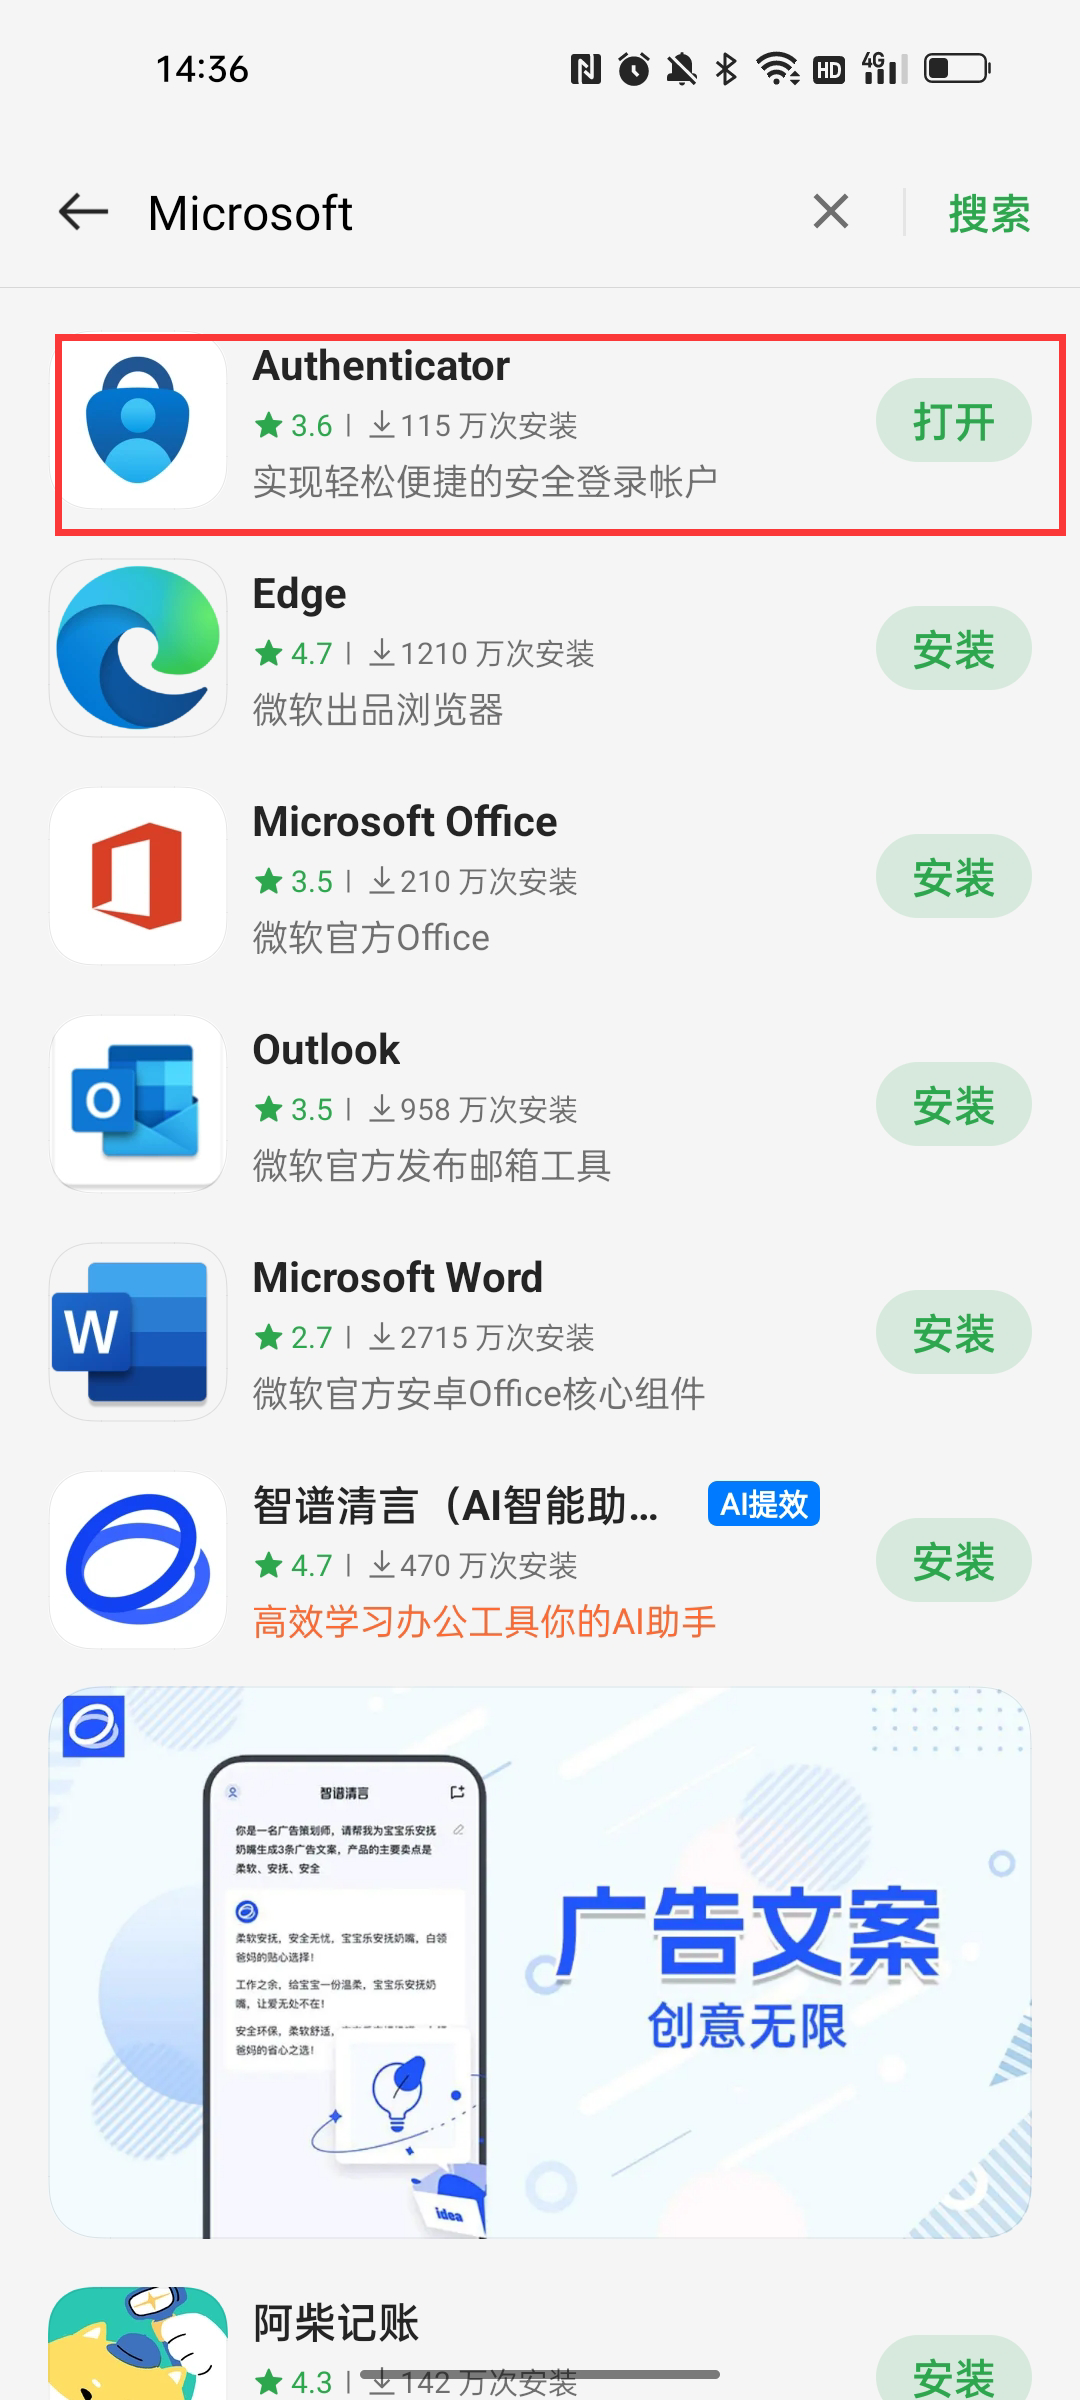 14:36
HD 4G
Microsoft
搜索
Authenticator
3.6 115 万次安装
打开
实现轻松便捷的安全登录帐户
Edge
4.7 1210 万次安装
安装
微软出品浏览器
Microsoft Office
3.5 210 万次安装
安装
微软官方Office
O
Outlook
3.5 958 万次安装
安装
微软官方发布邮箱工具
W
Microsoft Word
2.7 2715 万次安装
安装
微软官方安卓Office核心组件
智谱清言（AI智能助... AI提效
4.7 470 万次安装
安装
高效学习办公工具你的AI助手
智谱清言
你是一名广告策划师，请帮我为宝宝乐安抚
奶嘴生成3条广告文案，产品的主要卖点是
柔软、安抚、安全
柔软安抚，安全无忧，宝宝乐安抚奶嘴，白领
爸妈的贴心选择！
工作之余，给宝宝一份温柔，宝宝乐安抚奶
嘴，让爱无处不在！
安全环保，柔软舒适，
爸妈的省心之选！
idea
广告文案
创意无限
阿柴记账
4.3 142 万次安装
安装